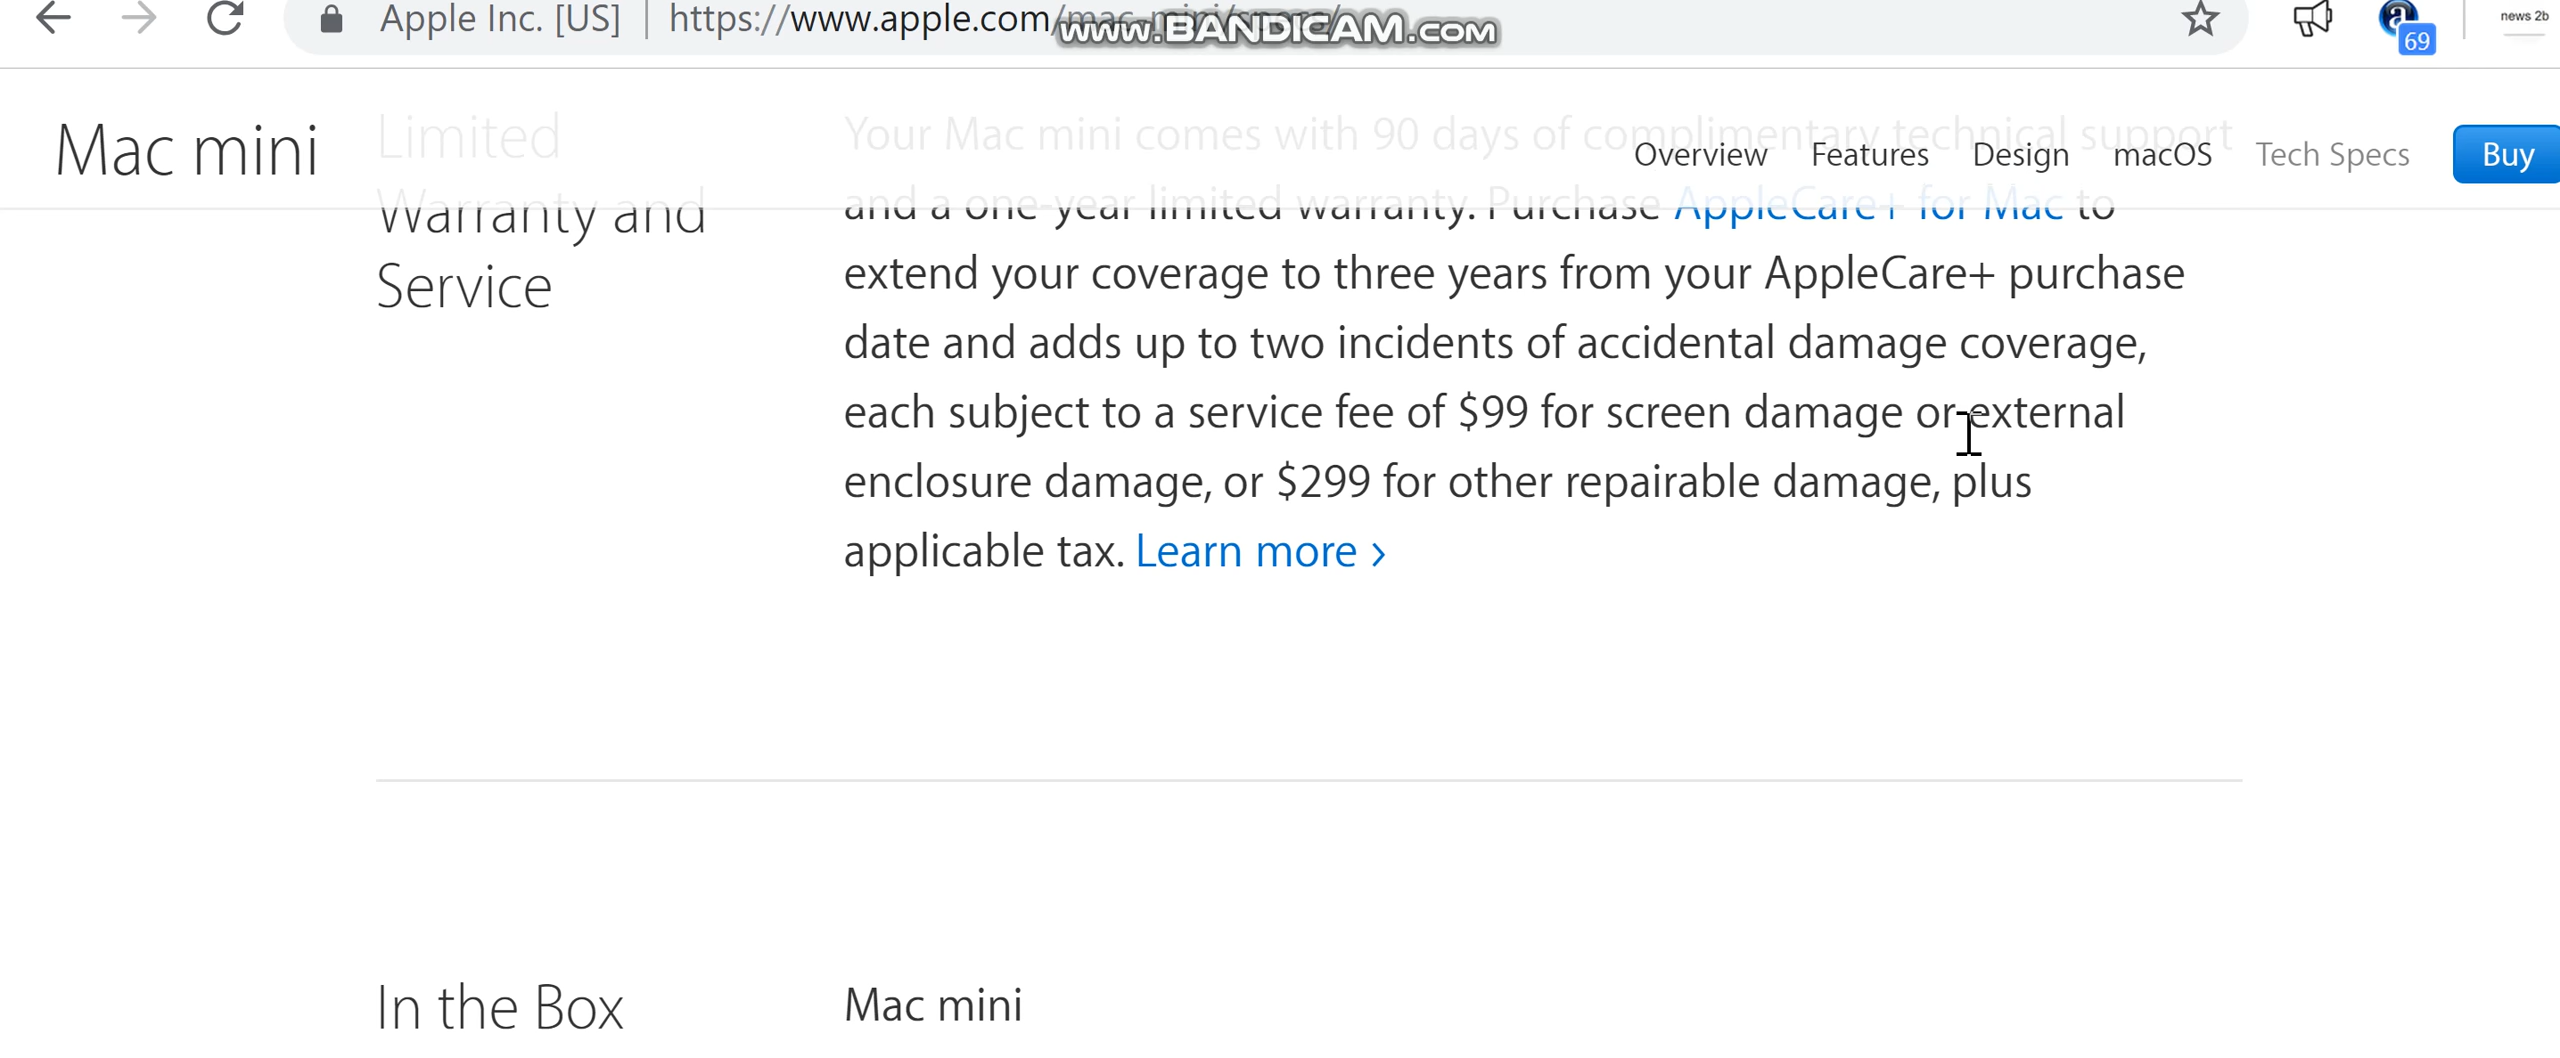 Apple Inc. [US] | https://www.apple.com/mac-mini/specs/
www.BANDICAM.com
69
news 2b
Mac mini
Overview Features Design macOS Tech Specs Buy
Limited
Warranty and
Service
Your Mac mini comes with 90 days of complimentary technical support
and a one-year limited warranty. Purchase AppleCare+ for Mac to
extend your coverage to three years from your AppleCare+ purchase
date and adds up to two incidents of accidental damage coverage,
each subject to a service fee of $99 for screen damage or external
enclosure damage, or $299 for other repairable damage, plus
applicable tax. Learn more >
In the Box
Mac mini